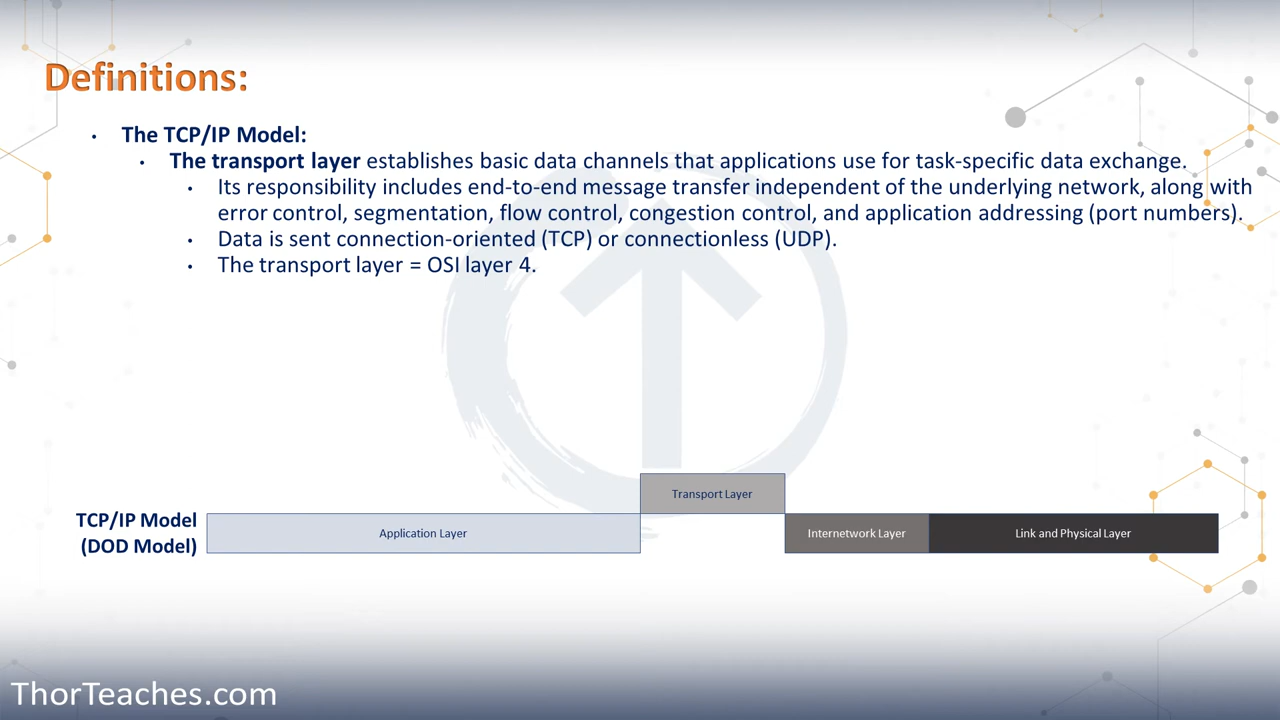 Definitions:
• The TCP/IP Model:
• The transport layer establishes basic data channels that applications use for task-specific data exchange.
• Its responsibility includes end-to-end message transfer independent of the underlying network, along with
error control, segmentation, flow control, congestion control, and application addressing (port numbers).
• Data is sent connection-oriented (TCP) or connectionless (UDP).
• The transport layer = OSI layer 4.
Transport Layer
TCP/IP Model
(DOD Model)
Application Layer
Internetwork Layer
Link and Physical Layer
ThorTeaches.com